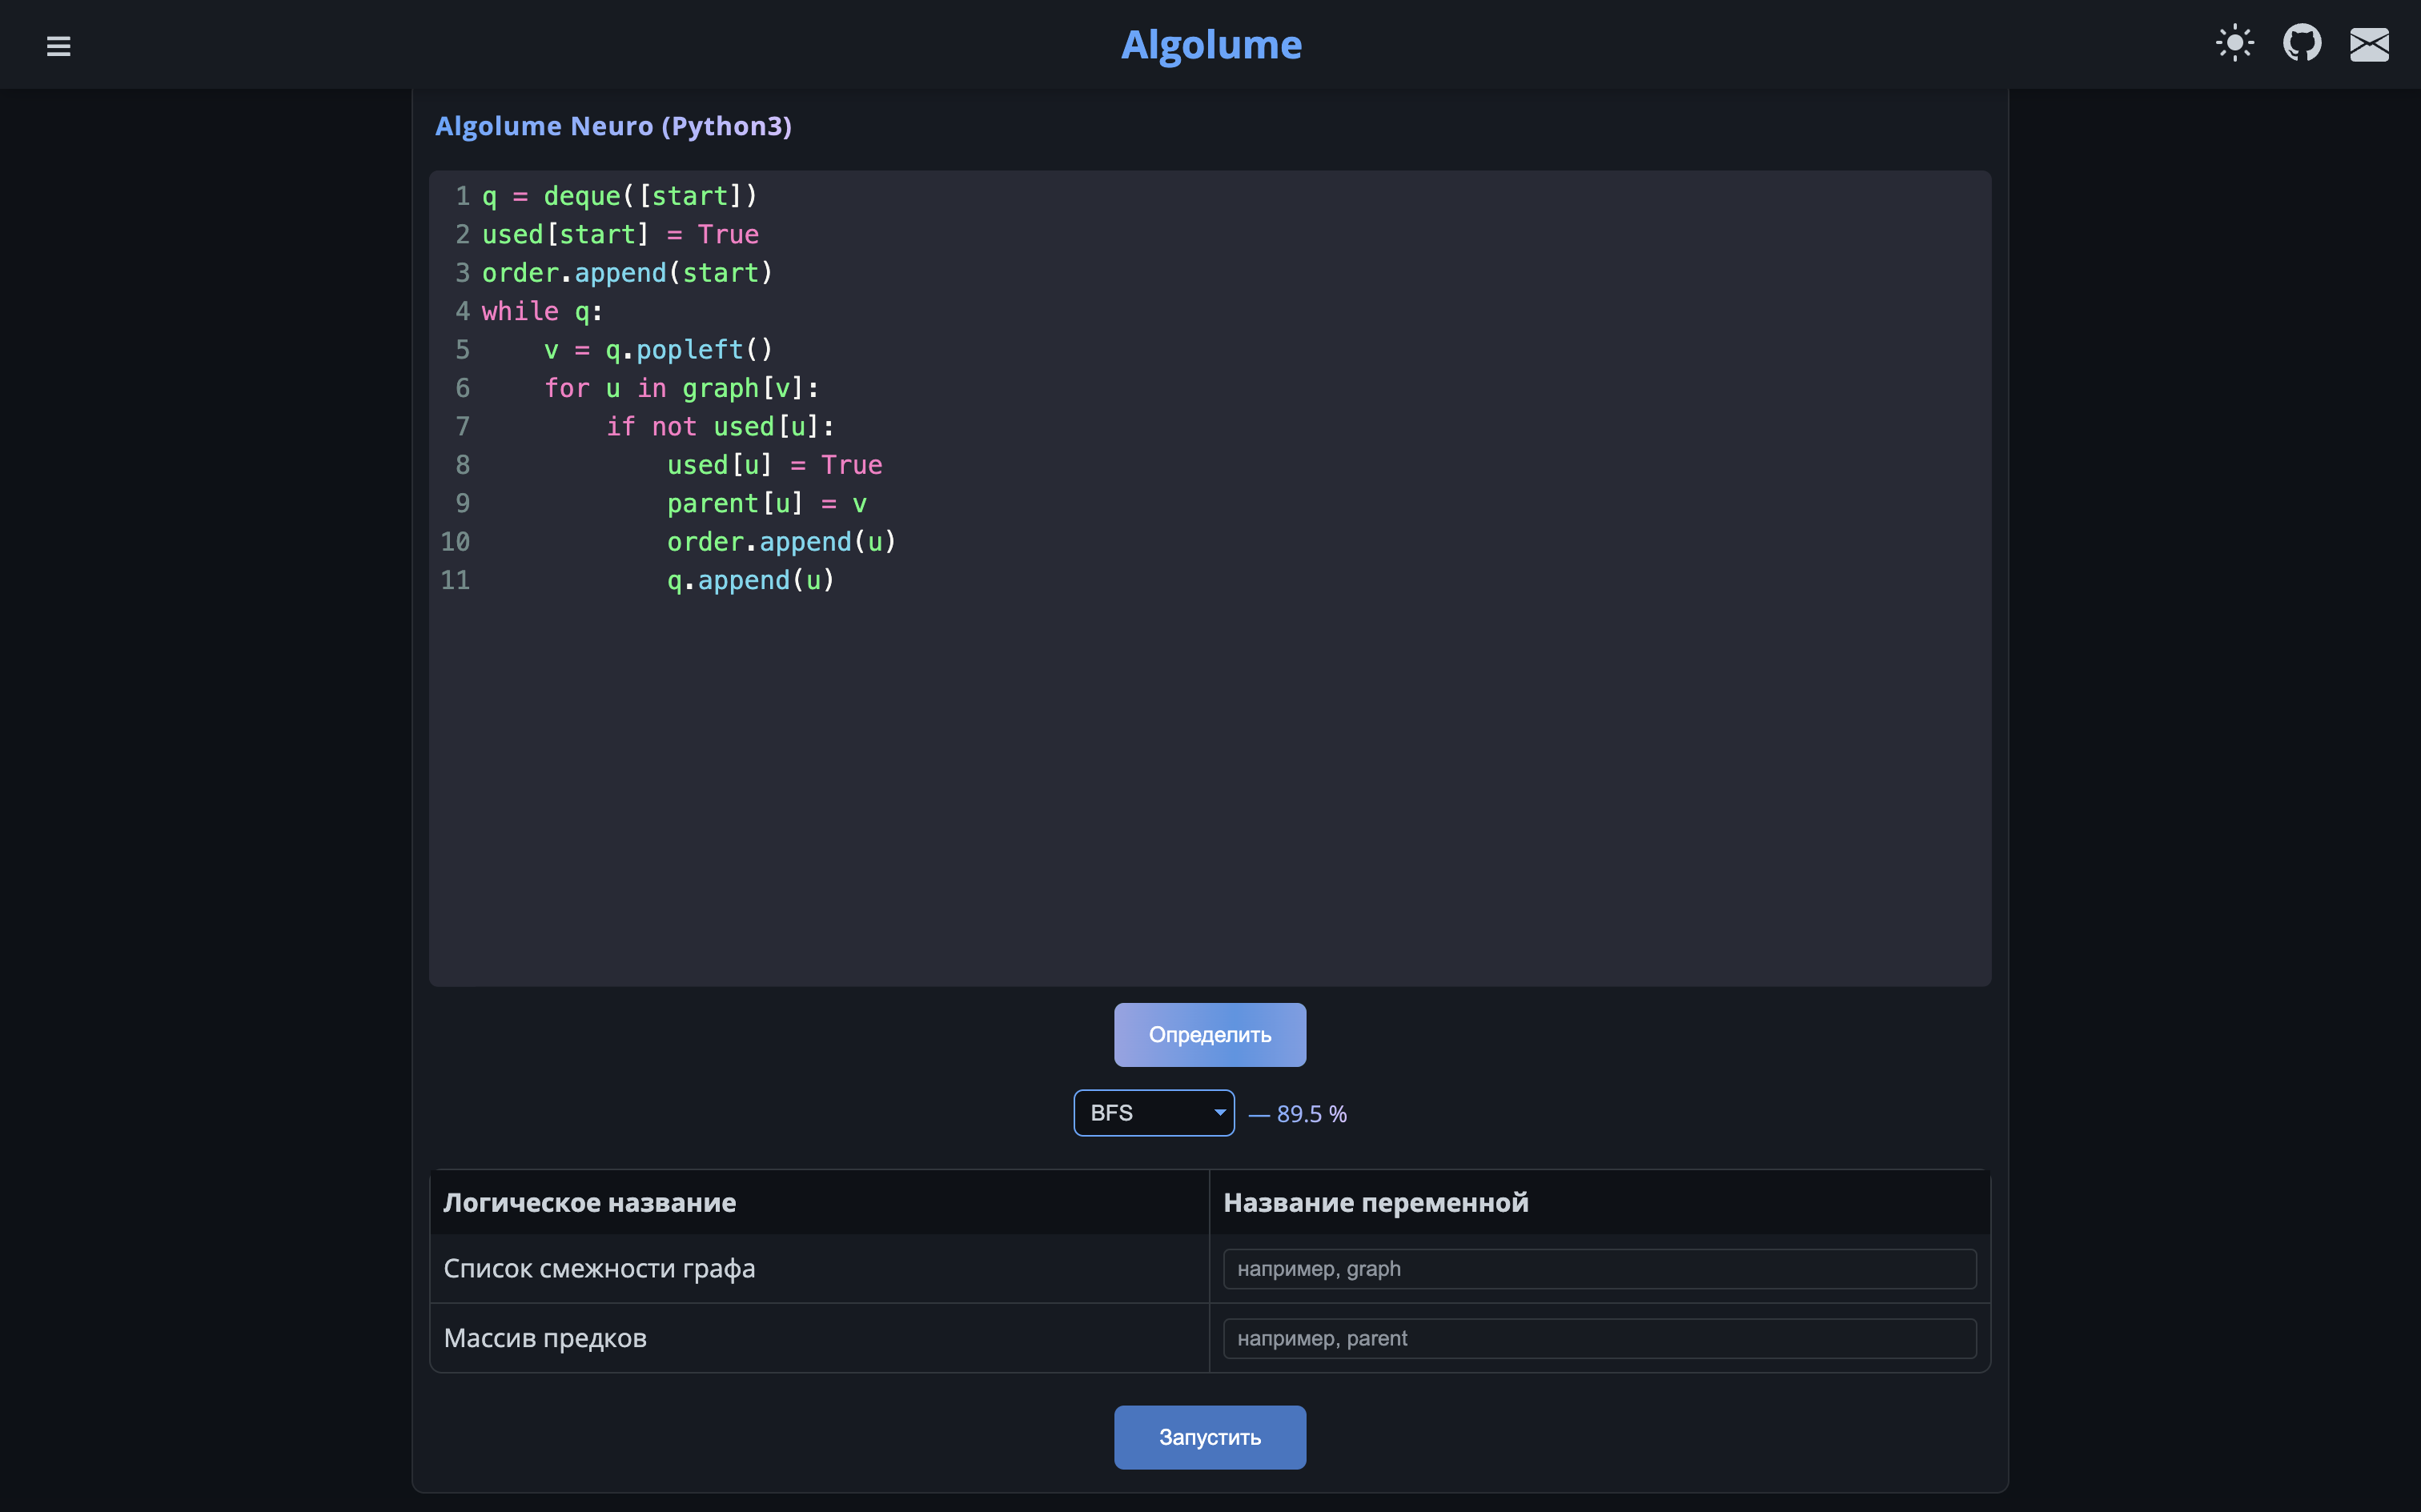 Algolume
Algolume Neuro (Python3)
1 q = deque([start])
2 used[start] = True
3 order.append(start)
4 while q:
5     v = q.popleft()
6     for u in graph[v]:
7         if not used[u]:
8             used[u] = True
9             parent[u] = v
10             order.append(u)
11             q.append(u)
Определить
BFS — 89.5 %
Логическое название Название переменной
Список смежности графа например, graph
Массив предков например, parent
Запустить